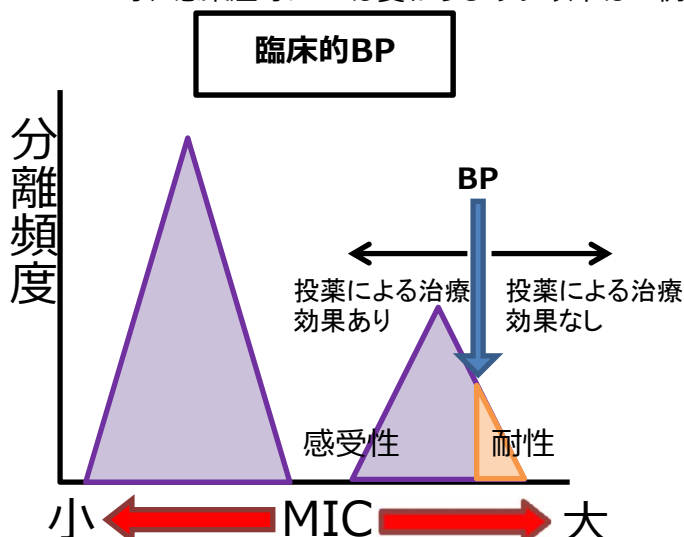 臨床的BP
分離頻度
BP
投薬による治療
効果あり
投薬による治療
効果なし
感受性
耐性
小
MIC
大